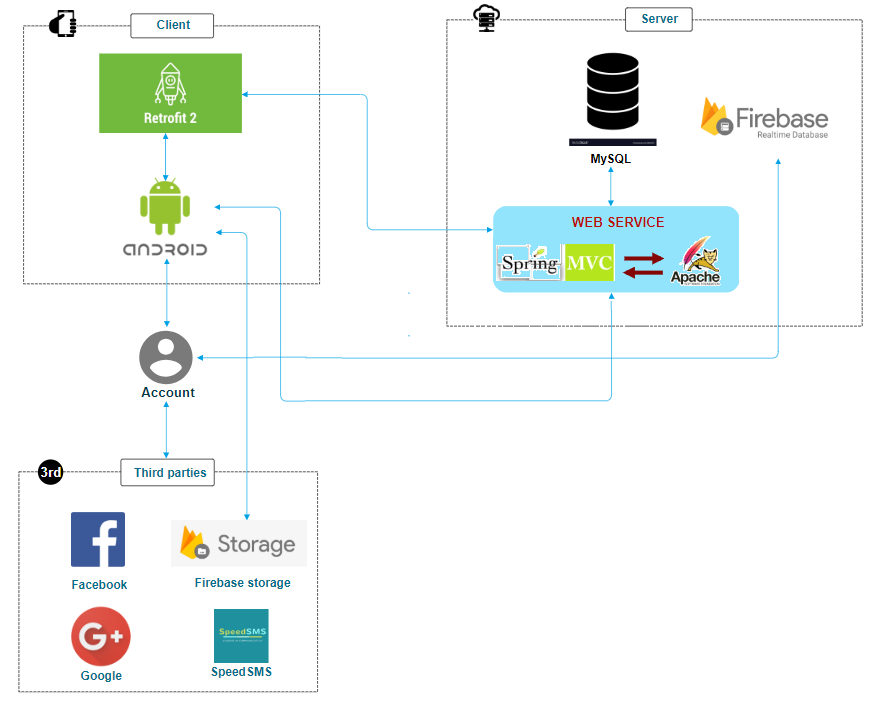 Client
Server
Retrofit 2
Firebase
Realtime Database
MySQL
WEB SERVICE
Spring MVC
Apache
ANDROID
Account
3rd
Third parties
Storage
Facebook
Firebase storage
G+
SpeedSMS
Google
SpeedSMS